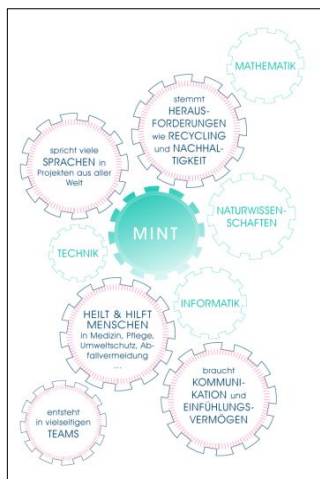 MATHEMATIK
stemmt
HERAUS-
FORDERUNGEN
wie RECYCLING
und NACHHAL-
TIGKEIT
spricht viele
SPRACHEN in
Projekten aus aller
Welt
NATURWISSEN-
SCHAFTEN
MINT
TECHNIK
INFORMATIK
HEILT & HILFT
MENSCHEN
in Medizin, Pflege,
Umweltschutz, Ab-
fallvermeidung
...
braucht
KOMMUNI-
KATION und
EINFÜHLUNGS-
VERMÖGEN
entsteht
in vielseitigen
TEAMS